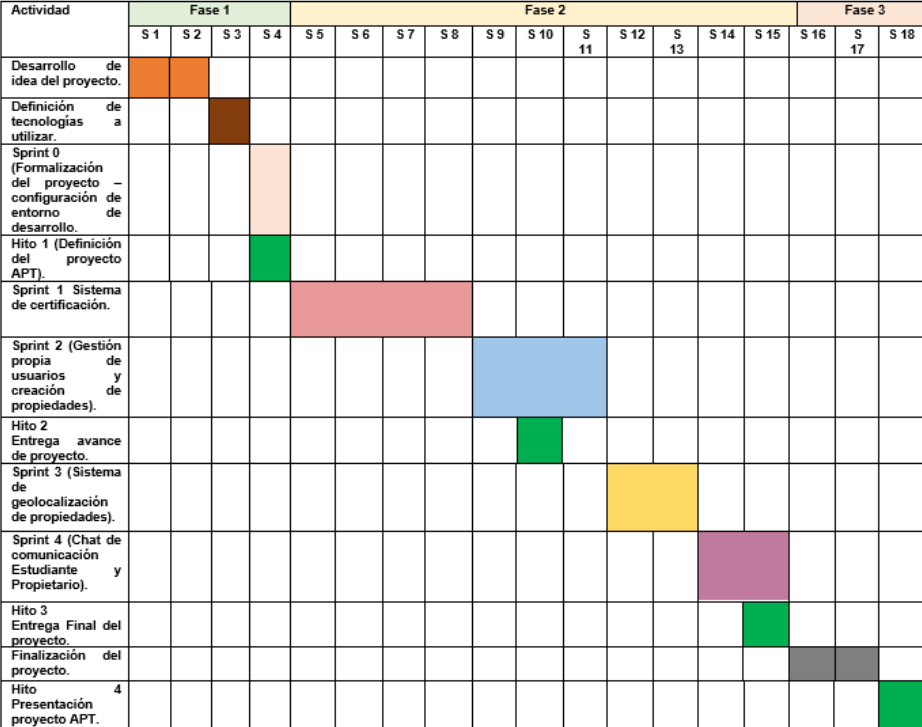 Actividad Fase 1 Fase 2 Fase 3
S 1 S 2 S 3 S 4 S 5 S 6 S 7 S 8 S 9 S 10 S 11 S 12 S 13 S 14 S 15 S 16 S 17 S 18
Desarrollo de
idea del proyecto.
Definición de
tecnologías a
utilizar.
Sprint 0
(Formalización
del proyecto –
configuración de
entorno de
desarrollo.
Hito 1 (Definición
del proyecto
APT).
Sprint 1 Sistema
de certificación.
Sprint 2 (Gestión
propia de
usuarios y
creación de
propiedades).
Hito 2
Entrega avance
de proyecto.
Sprint 3 (Sistema
de
geolocalización
de propiedades).
Sprint 4 (Chat de
comunicación
Estudiante y
Propietario).
Hito 3
Entrega Final del
proyecto.
Finalización del
proyecto.
Hito 4
Presentación
proyecto APT.